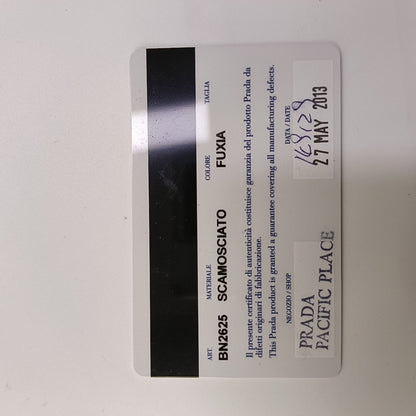 ART MATERIALE COLORE TAGLIA
BN2625 SCAMOSCIATO FUXIA
Il presente certificato di autenticità costituisce garanzia del prodotto Prada da
difetti originari di fabbricazione.
This Prada product is granted a guarantee covering all manufacturing defects.
NEGOZIO / SHOP DATA / DATE
PRADA
PACIFIC PLACE
27 MAY 2013